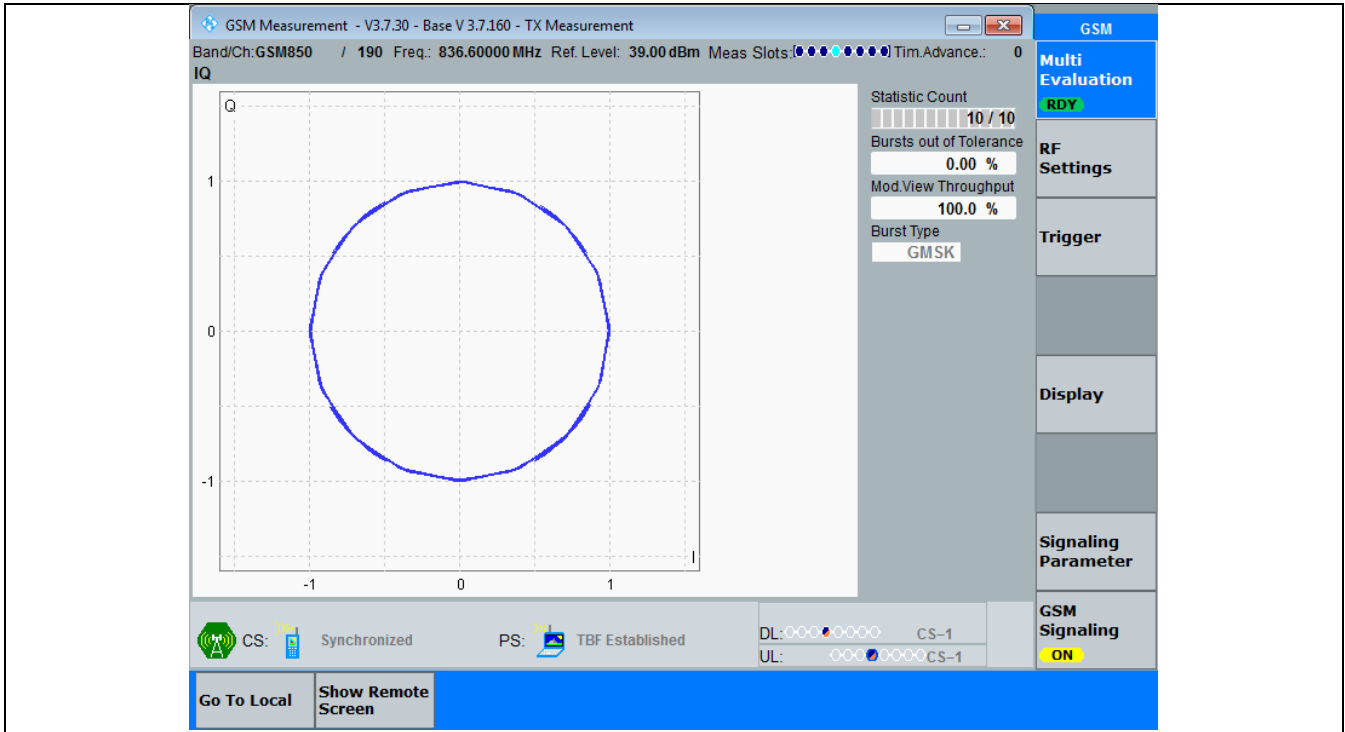 GSM Measurement - V3.7.30 - Base V 3.7.160 - TX Measurement
GSM
Band/Ch: GSM850 / 190 Freq.: 836.60000 MHz Ref. Level: 39.00 dBm Meas Slots: Tim.Advance.: 0
IQ
Multi
Evaluation
RDY
Q
1
0
-1
I
-1 0 1
Statistic Count
10 / 10
Bursts out of Tolerance
0.00 %
Mod.View Throughput
100.0 %
Burst Type
GMSK
RF
Settings
Trigger
Display
Signaling
Parameter
GSM
Signaling
ON
CS: Synchronized PS: TBF Established
DL: CS-1
UL: CS-1
Go To Local
Show Remote
Screen